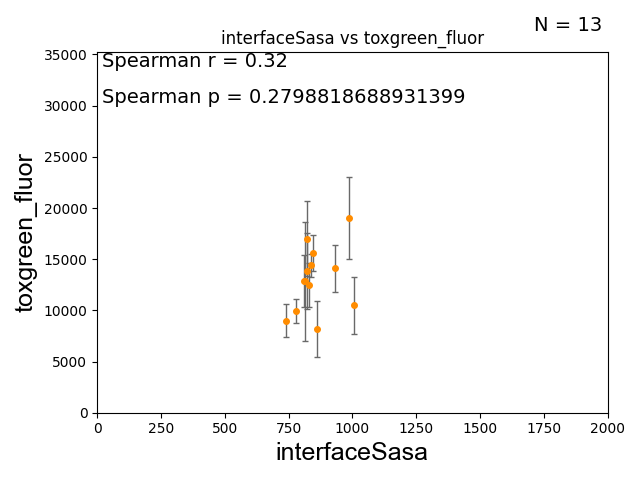 N = 13
interfaceSasa vs toxgreen_fluor
Spearman r = 0.32
Spearman p = 0.2798818688931399
35000
30000
25000
20000
15000
10000
5000
0
toxgreen_fluor
0 250 500 750 1000 1250 1500 1750 2000
interfaceSasa